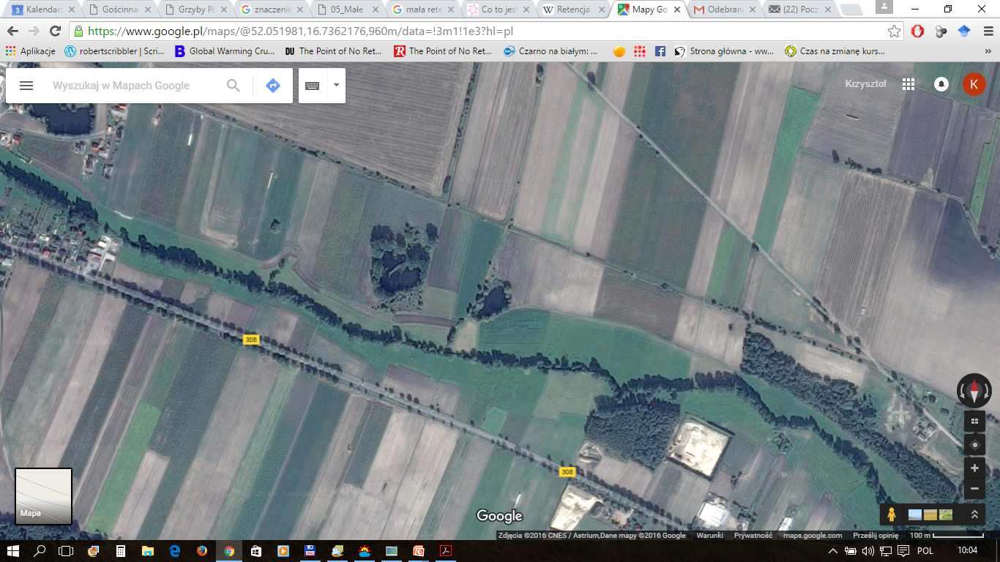 Kalendarz
Gościnna
Grzyby Po
znaczenie
05_Małe
mała rete
Co to jest
Retencja
Mapy Go
Odebrane
(22) Pocz
https://www.google.pl/maps/@52.051981,16.7362176,960m/data=!3m1!1e3?hl=pl
Aplikacje
robertscribbler | Scri...
Global Warming Cru...
DU The Point of No Ret...
The Point of No Ret...
Czarno na białym: ...
Strona główna - ww...
Czas na zmianę kurs...
»
Wyszukaj w Mapach Google
Krzysztof
K
308
308
Mapa
Google
Zdjęcia ©2016 CNES / Astrium,Dane mapy ©2016 Google Warunki Prywatność maps.google.com Prześlij opinię 100 m
POL
10:04